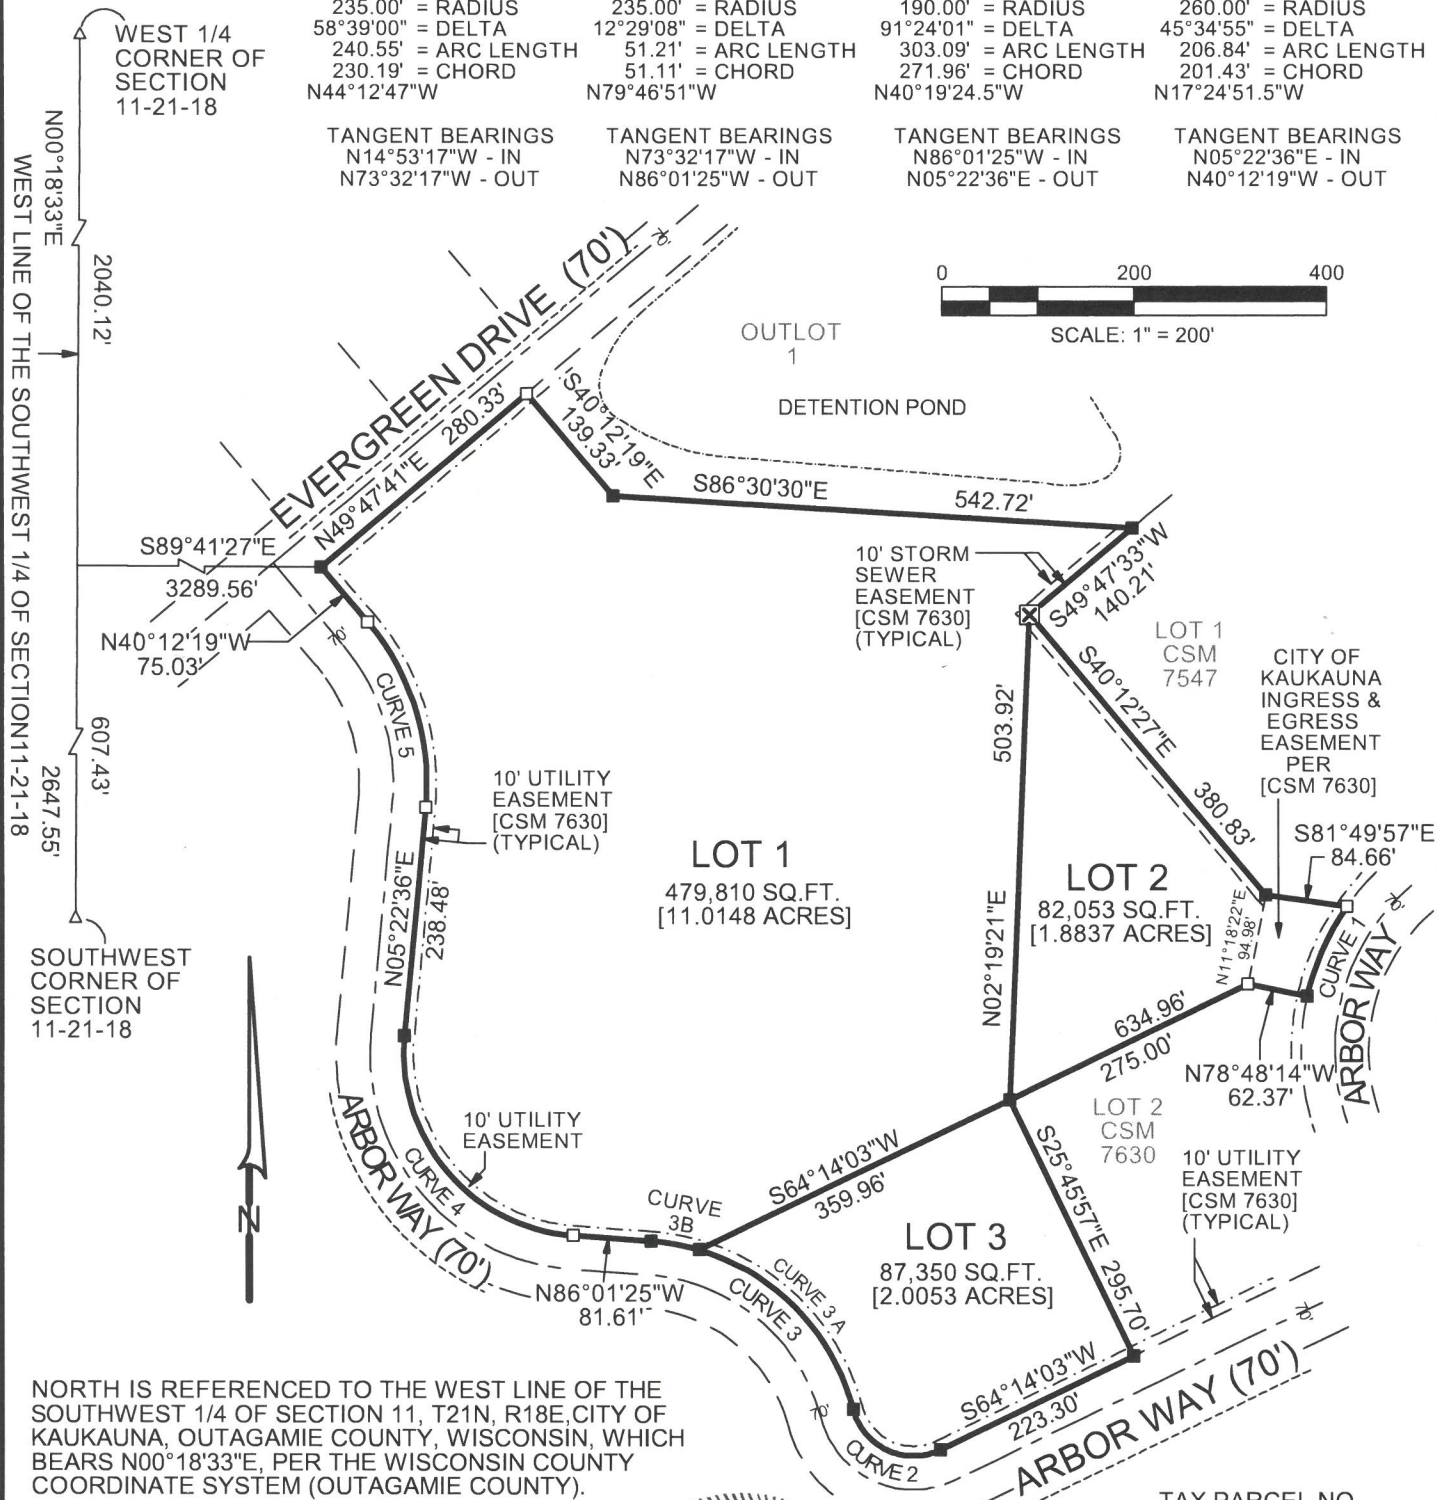 235.00' = RADIUS
58°39'00" = DELTA
240.55' = ARC LENGTH
230.19' = CHORD
N44°12'47"W
TANGENT BEARINGS
N14°53'17"W - IN
N73°32'17"W - OUT
235.00' = RADIUS
12°29'08" = DELTA
51.21' = ARC LENGTH
51.11' = CHORD
N79°46'51"W
TANGENT BEARINGS
N73°32'17"W - IN
N86°01'25"W - OUT
190.00' = RADIUS
91°24'01" = DELTA
303.09' = ARC LENGTH
271.96' = CHORD
N40°19'24.5"W
TANGENT BEARINGS
N86°01'25"W - IN
N05°22'36"E - OUT
260.00' = RADIUS
45°34'55" = DELTA
206.84' = ARC LENGTH
201.43' = CHORD
N17°24'51.5"W
TANGENT BEARINGS
N05°22'36"E - IN
N40°12'19"W - OUT
WEST 1/4
CORNER OF
SECTION
11-21-18
N00°18'33"E
2040.12'
WEST LINE OF THE SOUTHWEST 1/4 OF SECTION11-21-18
607.43'
2647.55'
SOUTHWEST
CORNER OF
SECTION
11-21-18
0 200 400
SCALE: 1" = 200'
OUTLOT
1
DETENTION POND
EVERGREEN DRIVE (70')
70'
N49°47'41"E 280.33'
S40°12'19"E
139.33'
S86°30'30"E 542.72'
S89°41'27"E
3289.56'
N40°12'19"W
75.03'
70'
CURVE 5
10' STORM
SEWER
EASEMENT
[CSM 7630]
(TYPICAL)
S49°47'33"W
140.21'
LOT 1
CSM
7547
CITY OF
KAUKAUNA
INGRESS &
EGRESS
EASEMENT
PER
[CSM 7630]
S40°12'27"E 380.83'
S81°49'57"E
84.66'
503.92'
N02°19'21"E
10' UTILITY
EASEMENT
[CSM 7630]
(TYPICAL)
LOT 1
479,810 SQ.FT.
[11.0148 ACRES]
LOT 2
82,053 SQ.FT.
[1.8837 ACRES]
N11°18'22"E
94.98'
CURVE 1
70'
ARBOR WAY
N05°22'36"E
238.48'
634.96'
275.00'
N78°48'14"W
62.37'
LOT 2
CSM
7630
10' UTILITY
EASEMENT
ARBOR WAY (70')
CURVE 4
CURVE
3B
S64°14'03"W
359.96'
S25°45'57"E 295.70'
10' UTILITY
EASEMENT
[CSM 7630]
(TYPICAL)
LOT 3
87,350 SQ.FT.
[2.0053 ACRES]
N86°01'25"W
81.61'
CURVE 3 A
CURVE 3
70'
S64°14'03"W
223.30'
70'
CURVE 2
ARBOR WAY (70')
N
NORTH IS REFERENCED TO THE WEST LINE OF THE
SOUTHWEST 1/4 OF SECTION 11, T21N, R18E,CITY OF
KAUKAUNA, OUTAGAMIE COUNTY, WISCONSIN, WHICH
BEARS N00°18'33"E, PER THE WISCONSIN COUNTY
COORDINATE SYSTEM (OUTAGAMIE COUNTY).
TAX PARCEL NO